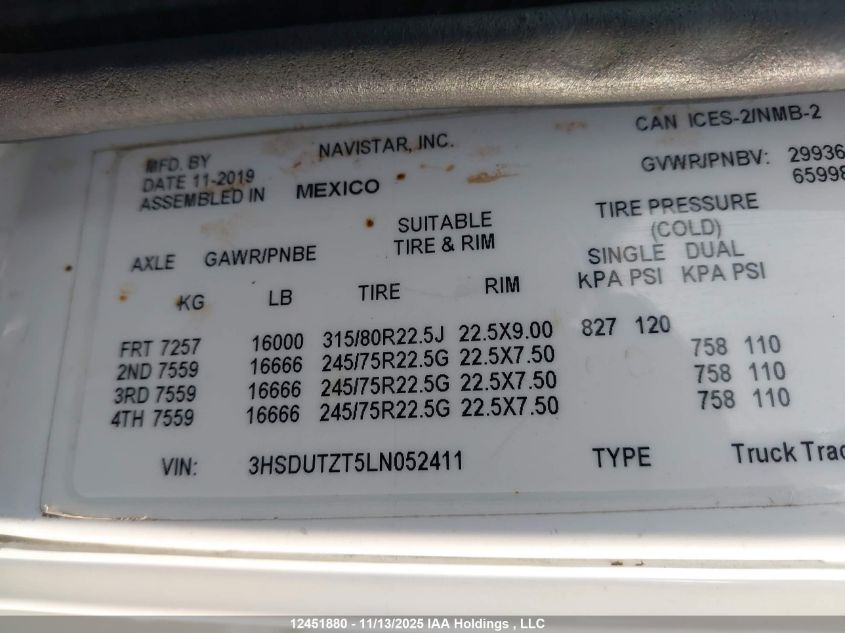 MFD. BY NAVISTAR, INC. CAN ICES-2/NMB-2
DATE 11-2019 GVWR/PNBV: 29936
ASSEMBLED IN MEXICO 65998
SUITABLE TIRE PRESSURE
AXLE GAWR/PNBE TIRE & RIM (COLD)
SINGLE DUAL
KG LB TIRE RIM KPA PSI KPA PSI
FRT 7257 16000 315/80R22.5J 22.5X9.00 827 120
2ND 7559 16666 245/75R22.5G 22.5X7.50 758 110
3RD 7559 16666 245/75R22.5G 22.5X7.50 758 110
4TH 7559 16666 245/75R22.5G 22.5X7.50 758 110
VIN: 3HSDUTZT5LN052411 TYPE Truck Trac
12451880 - 11/13/2025 IAA Holdings , LLC